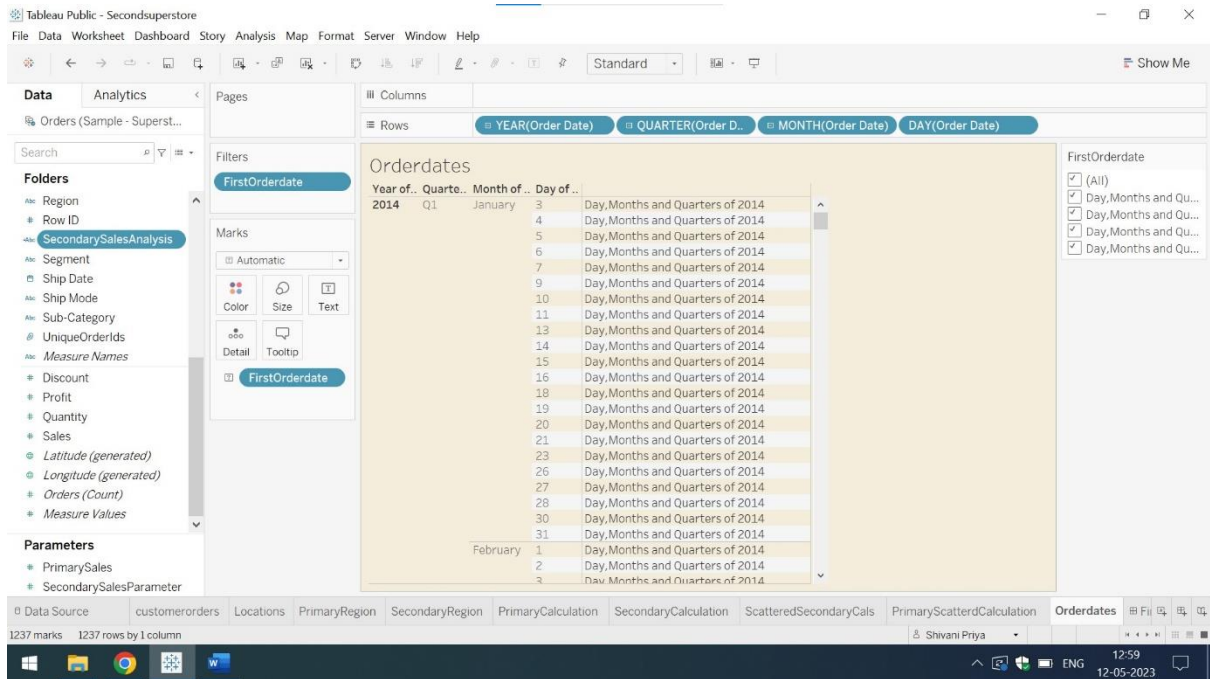 Tableau Public - Secondsuperstore
File Data Worksheet Dashboard Story Analysis Map Format Server Window Help
Standard
Show Me
Data Analytics
Orders (Sample - Superst...
Search
Folders
Abc Region
# Row ID
SecondarySalesAnalysis
Abc Segment
Ship Date
Abc Ship Mode
Abc Sub-Category
UniqueOrderIds
Abc Measure Names
# Discount
# Profit
# Quantity
# Sales
Latitude (generated)
Longitude (generated)
# Orders (Count)
# Measure Values
Parameters
# PrimarySales
# SecondarySalesParameter
Pages
Filters
FirstOrderdate
Marks
Automatic
Color Size Text
Detail Tooltip
FirstOrderdate
Columns
Rows YEAR(Order Date) QUARTER(Order D.. MONTH(Order Date) DAY(Order Date)
Orderdates
Year of.. Quarte.. Month of .. Day of ..
2014 Q1 January 3 Day,Months and Quarters of 2014
4 Day,Months and Quarters of 2014
5 Day,Months and Quarters of 2014
6 Day,Months and Quarters of 2014
7 Day,Months and Quarters of 2014
9 Day,Months and Quarters of 2014
10 Day,Months and Quarters of 2014
11 Day,Months and Quarters of 2014
13 Day,Months and Quarters of 2014
14 Day,Months and Quarters of 2014
15 Day,Months and Quarters of 2014
16 Day,Months and Quarters of 2014
18 Day,Months and Quarters of 2014
19 Day,Months and Quarters of 2014
20 Day,Months and Quarters of 2014
21 Day,Months and Quarters of 2014
23 Day,Months and Quarters of 2014
26 Day,Months and Quarters of 2014
27 Day,Months and Quarters of 2014
28 Day,Months and Quarters of 2014
30 Day,Months and Quarters of 2014
31 Day,Months and Quarters of 2014
February 1 Day,Months and Quarters of 2014
2 Day,Months and Quarters of 2014
3 Day,Months and Quarters of 2014
FirstOrderdate
(All)
Day,Months and Qu...
Day,Months and Qu...
Day,Months and Qu...
Day,Months and Qu...
Data Source customerorders Locations PrimaryRegion SecondaryRegion PrimaryCalculation SecondaryCalculation ScatteredSecondaryCals PrimaryScatterdCalculation Orderdates Fi
1237 marks 1237 rows by 1 column Shivani Priya
ENG 12:59
12-05-2023